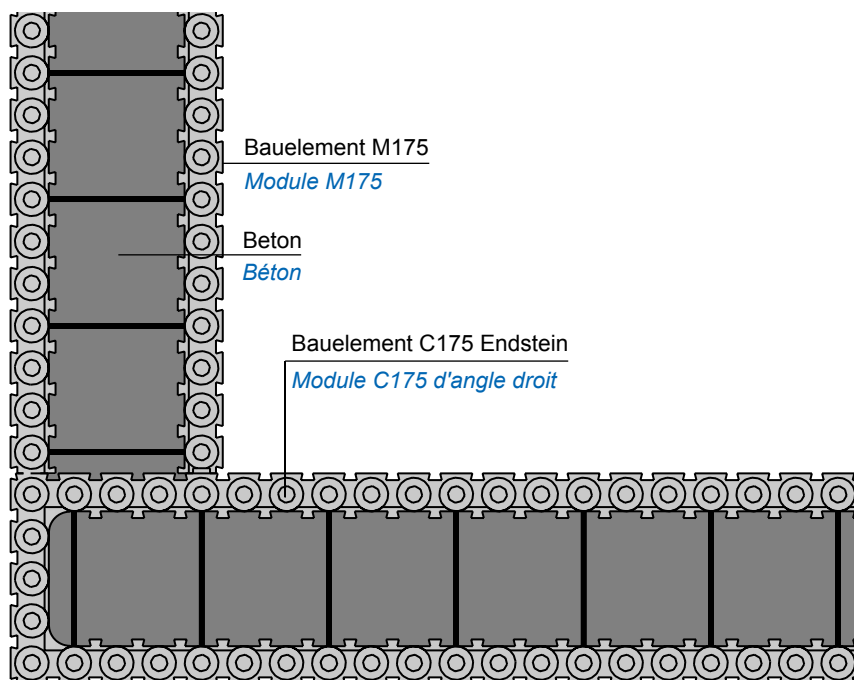 Bauelement M175
Module M175
Beton
Béton
Bauelement C175 Endstein
Module C175 d'angle droit